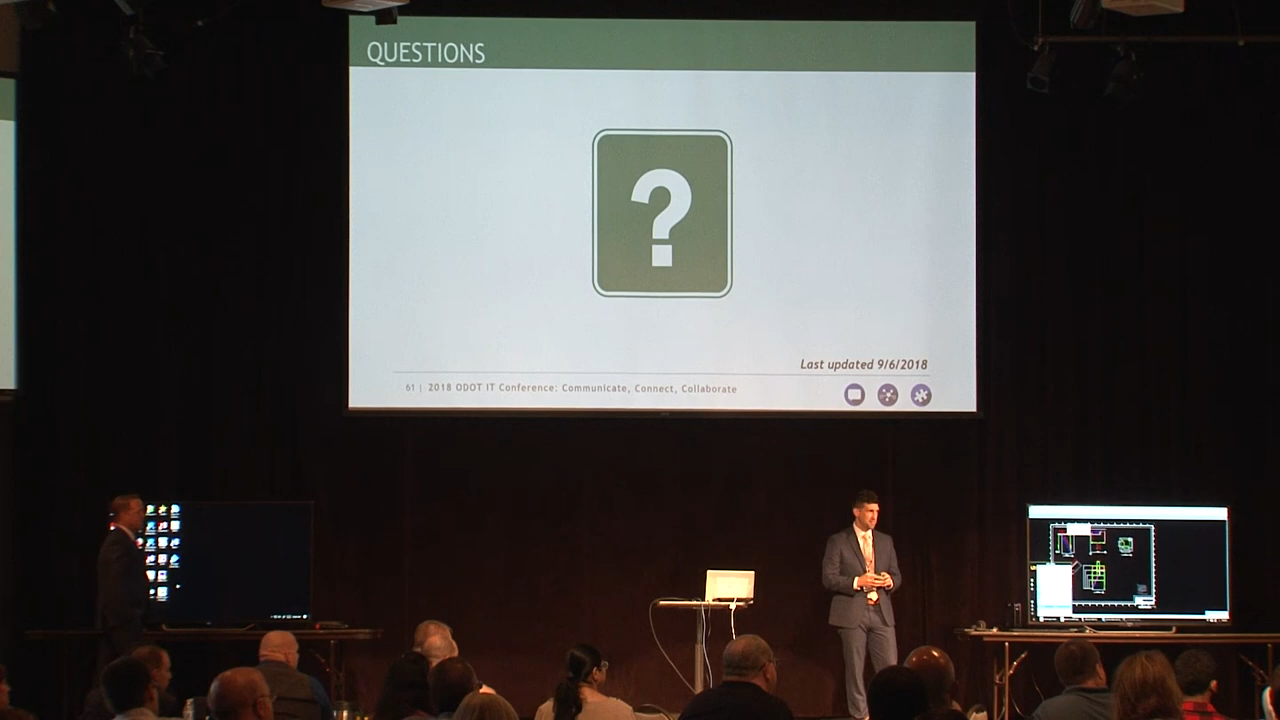 QUESTIONS
?
Last updated 9/6/2018
61 | 2018 ODOT IT Conference: Communicate, Connect, Collaborate